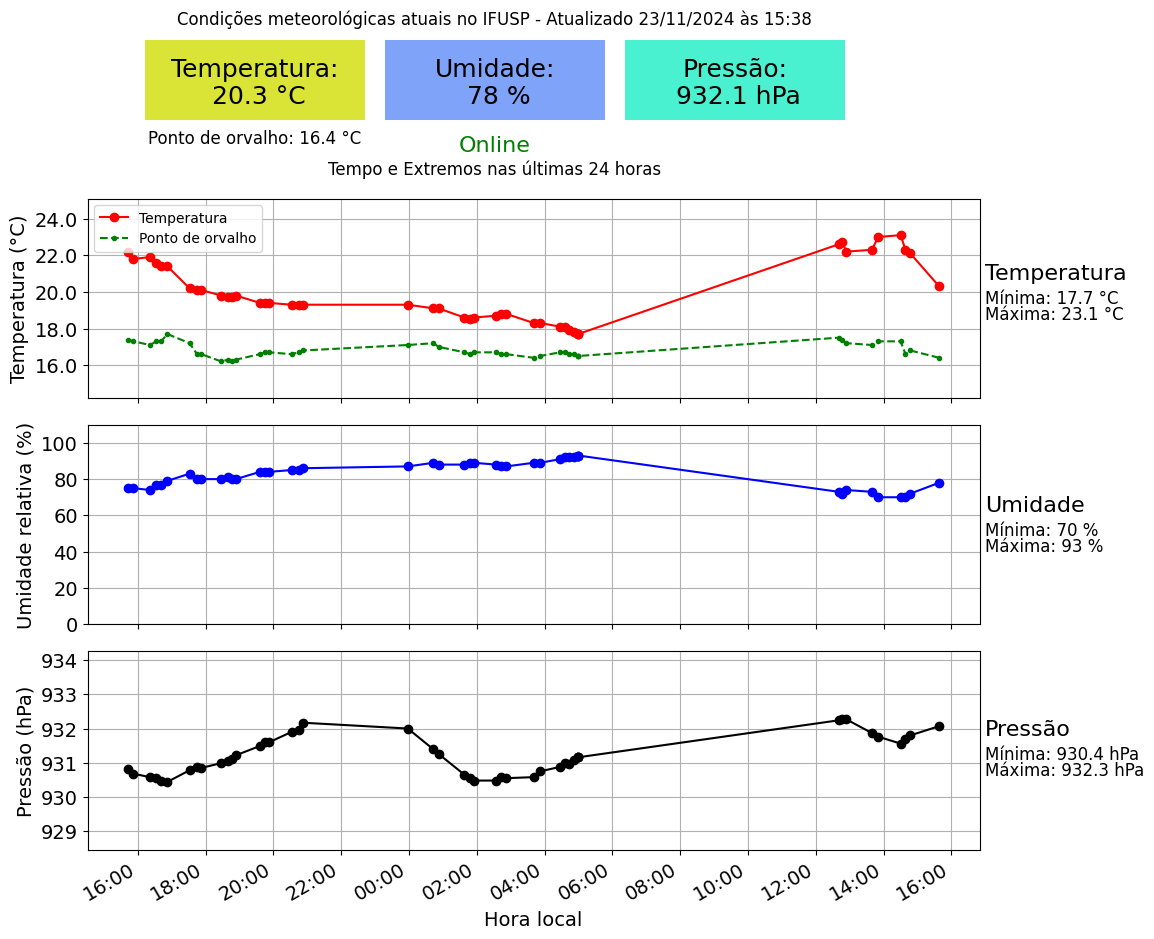 Condições meteorológicas atuais no IFUSP - Atualizado 23/11/2024 às 15:38
Temperatura:
20.3 °C
Umidade:
78 %
Pressão:
932.1 hPa
Ponto de orvalho: 16.4 °C
Online
Tempo e Extremos nas últimas 24 horas
Temperatura (°C)
24.0
22.0
20.0
18.0
16.0
Temperatura
Ponto de orvalho
Temperatura
Mínima: 17.7 °C
Máxima: 23.1 °C
Umidade relativa (%)
100
80
60
40
20
0
Umidade
Mínima: 70 %
Máxima: 93 %
Pressão (hPa)
934
933
932
931
930
929
Pressão
Mínima: 930.4 hPa
Máxima: 932.3 hPa
16:00
18:00
20:00
22:00
00:00
02:00
04:00
06:00
08:00
10:00
12:00
14:00
16:00
Hora local